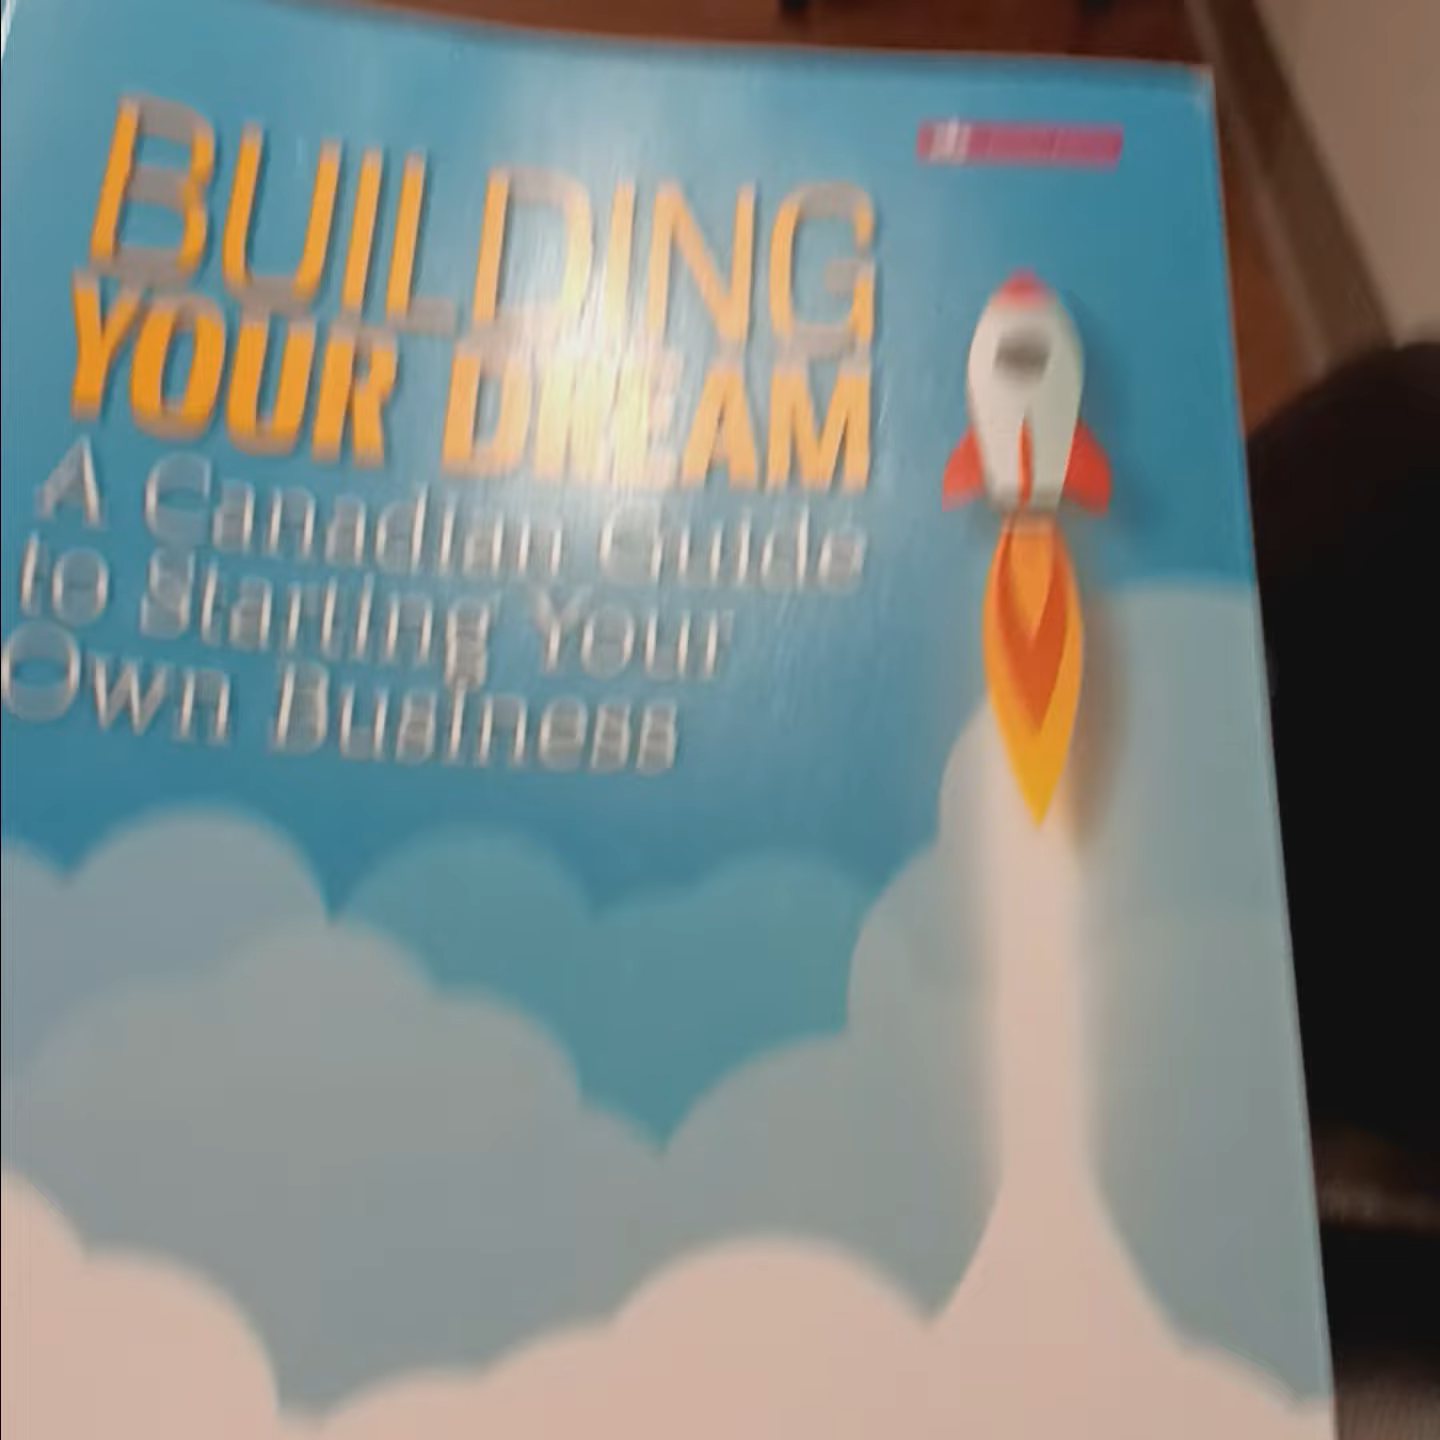 BUILDING
YOUR DREAM
A Canadian Guide
to Starting Your
Own Business